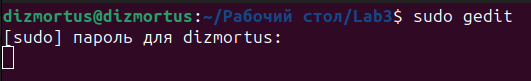 dizmortus@dizmortus:~/Рабочий стол/Lab3$ sudo gedit
[sudo] пароль для dizmortus: